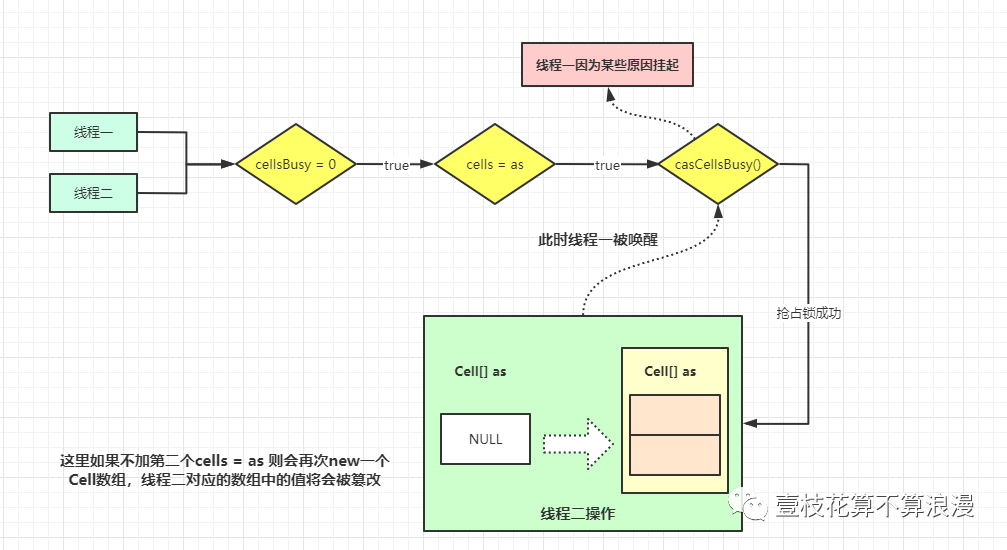 线程一因为某些原因挂起
线程一
线程二
cellsBusy = 0
true
cells = as
true
casCellsBusy()
此时线程一被唤醒
抢占锁成功
Cell[] as
Cell[] as
NULL
这里如果不加第二个cells = as 则会再次new一个
Cell数组，线程二对应的数组中的值将会被篡改
线程二操作
壹枝花算不算浪漫